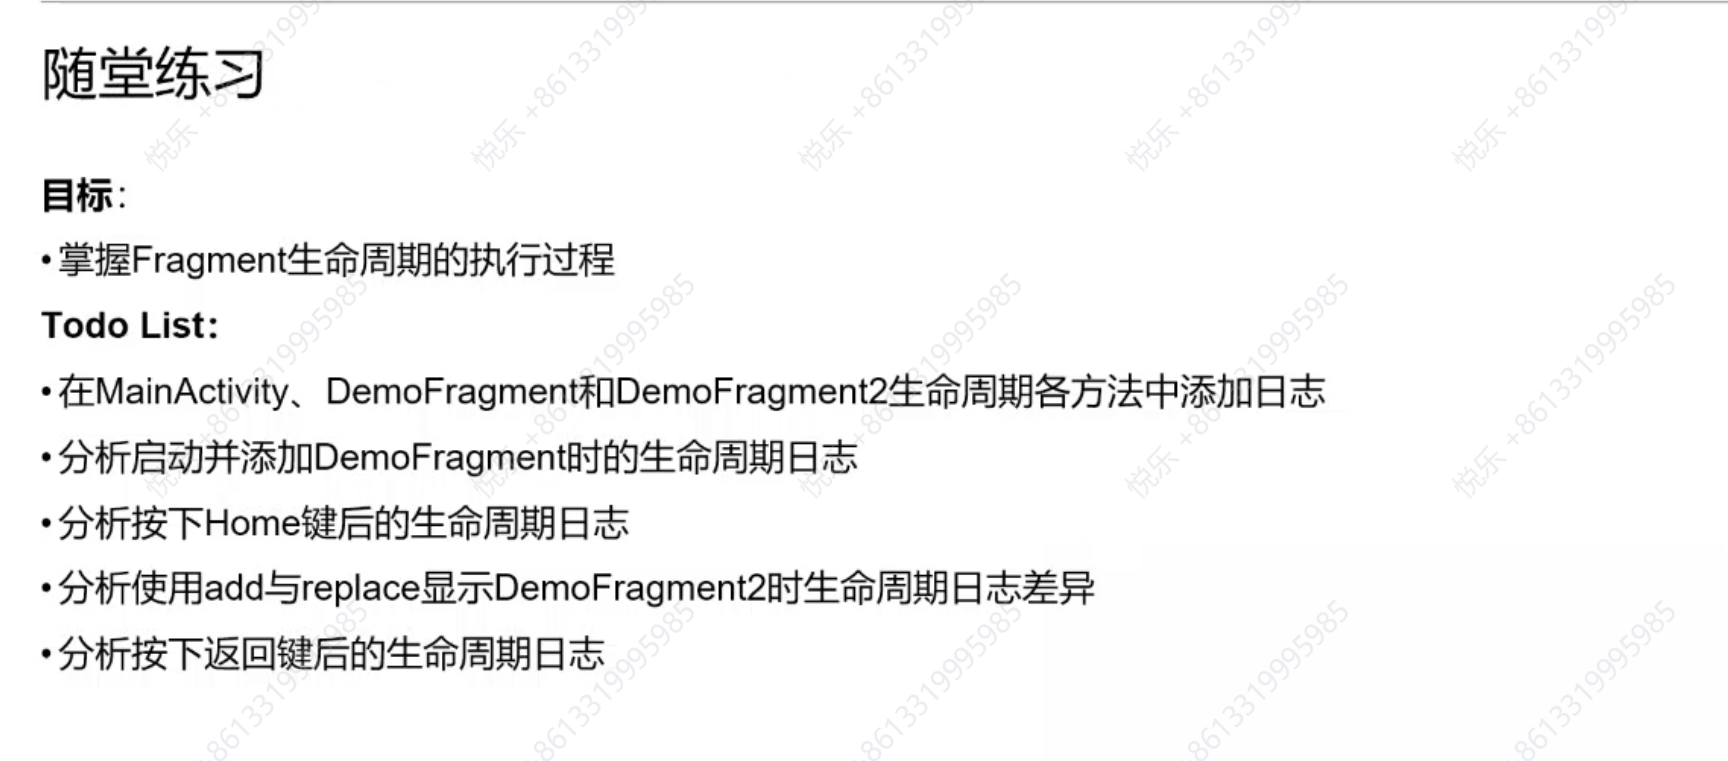 随堂练习
目标:
•掌握Fragment生命周期的执行过程
Todo List:
•在MainActivity、DemoFragment和DemoFragment2生命周期各方法中添加日志
•分析启动并添加DemoFragment时的生命周期日志
•分析按下Home键后的生命周期日志
•分析使用add与replace显示DemoFragment2时生命周期日志差异
•分析按下返回键后的生命周期日志
悦乐 +8613319995985